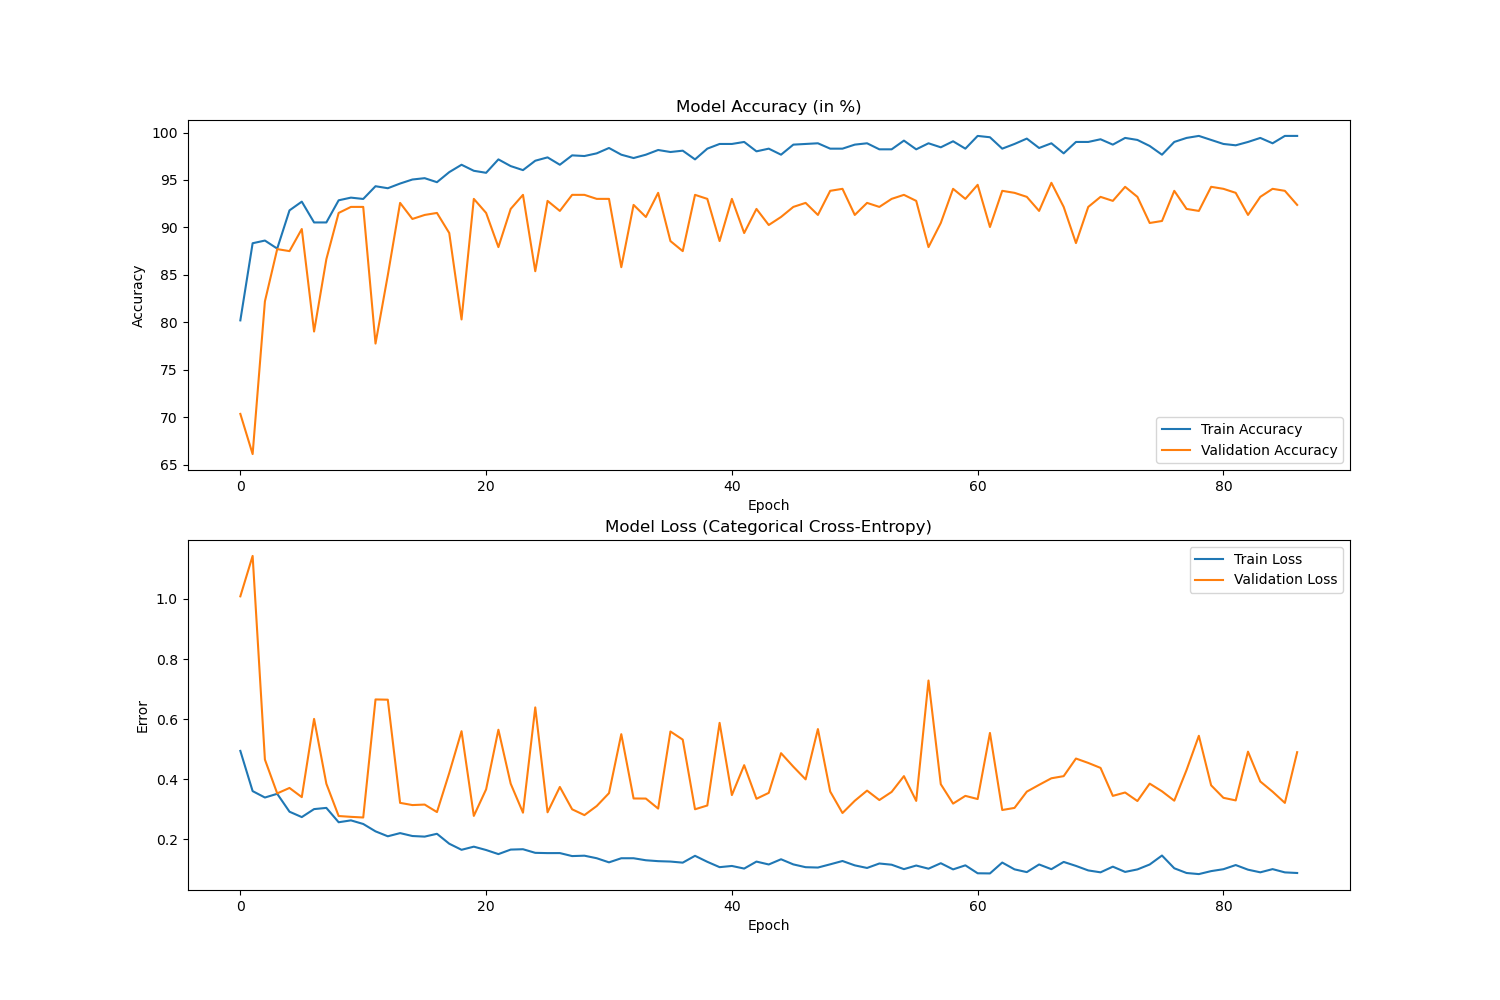 Model Accuracy (in %)
100
95
90
85
80
75
70
65
Accuracy
Train Accuracy
Validation Accuracy
0 20 40 60 80
Epoch
Model Loss (Categorical Cross-Entropy)
Train Loss
Validation Loss
1.0
0.8
0.6
0.4
0.2
Error
0 20 40 60 80
Epoch